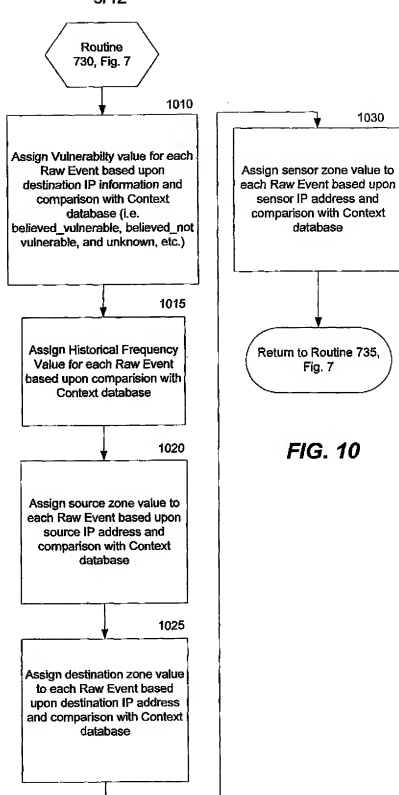 Routine
730, Fig. 7
1010
Assign Vulnerabilty value for each
Raw Event based upon
destination IP information and
comparison with Context
database (i.e.
believed_vulnerable, believed_not
vulnerable, and unknown, etc.)
1015
Assign Historical Frequency
Value for each Raw Event
based upon comparision with
Context database
1020
Assign source zone value to
each Raw Event based upon
source IP address and
comparison with Context
database
1025
Assign destination zone value
to each Raw Event based
upon destination IP address
and comparison with Context
database
1030
Assign sensor zone value to
each Raw Event based upon
sensor IP address and
comparison with Context
database
Return to Routine 735,
Fig. 7
FIG. 10